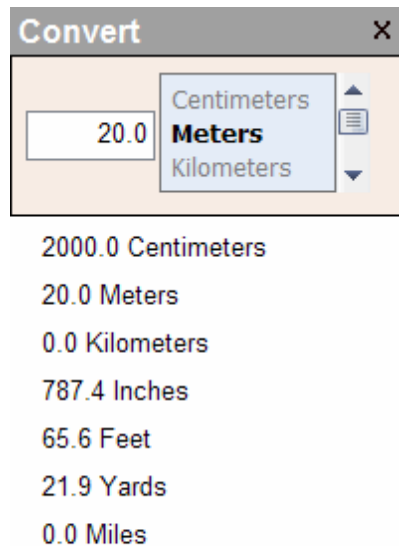 Convert
20.0
Centimeters
Meters
Kilometers
2000.0 Centimeters
20.0 Meters
0.0 Kilometers
787.4 Inches
65.6 Feet
21.9 Yards
0.0 Miles